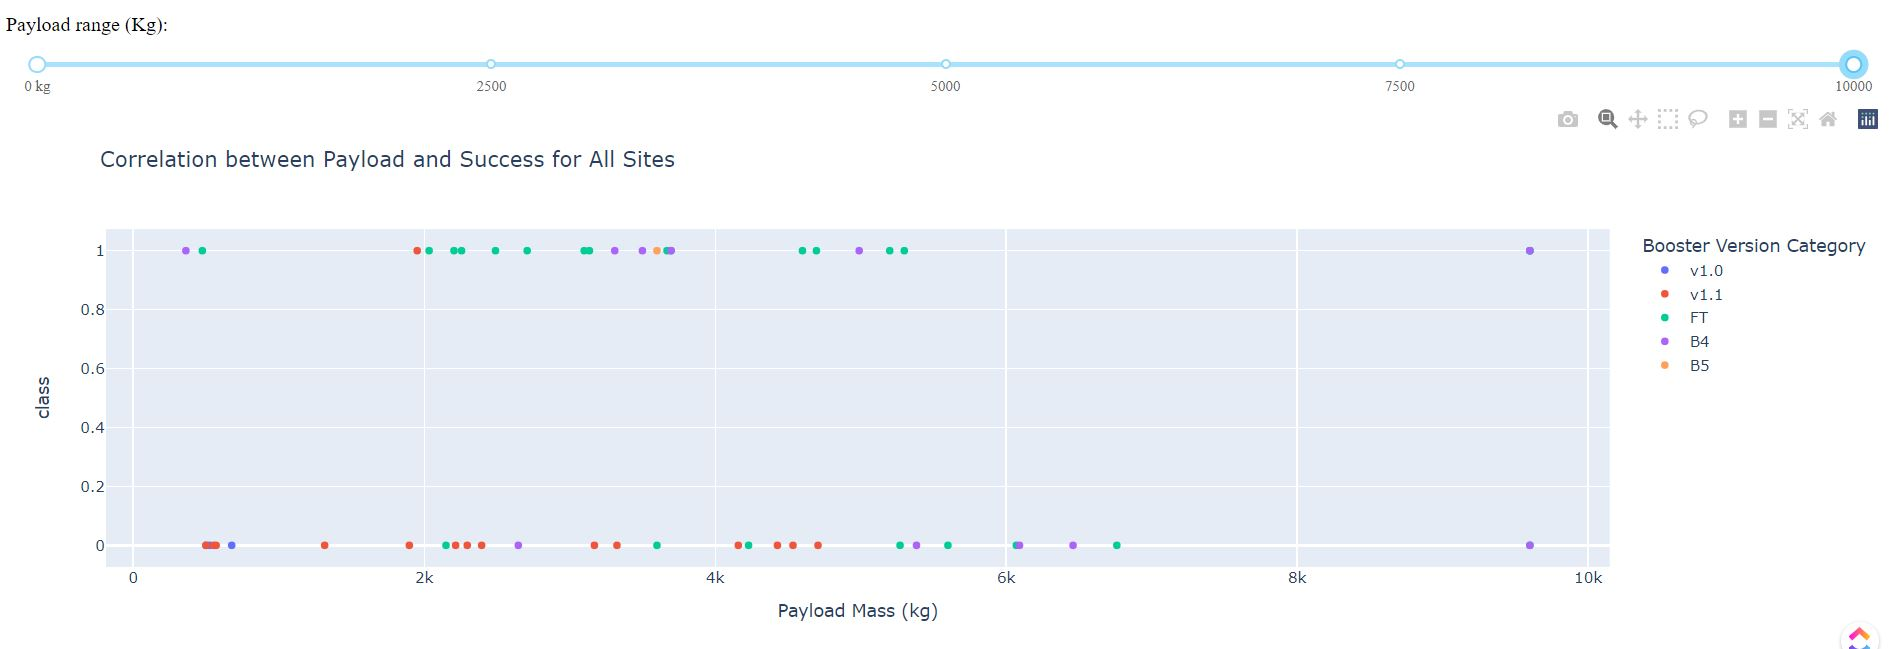 Payload range (Kg):
0 kg 2500 5000 7500 10000
Correlation between Payload and Success for All Sites
1
0.8
0.6
0.4
0.2
0
class
0 2k 4k 6k 8k 10k
Payload Mass (kg)
Booster Version Category
v1.0
v1.1
FT
B4
B5